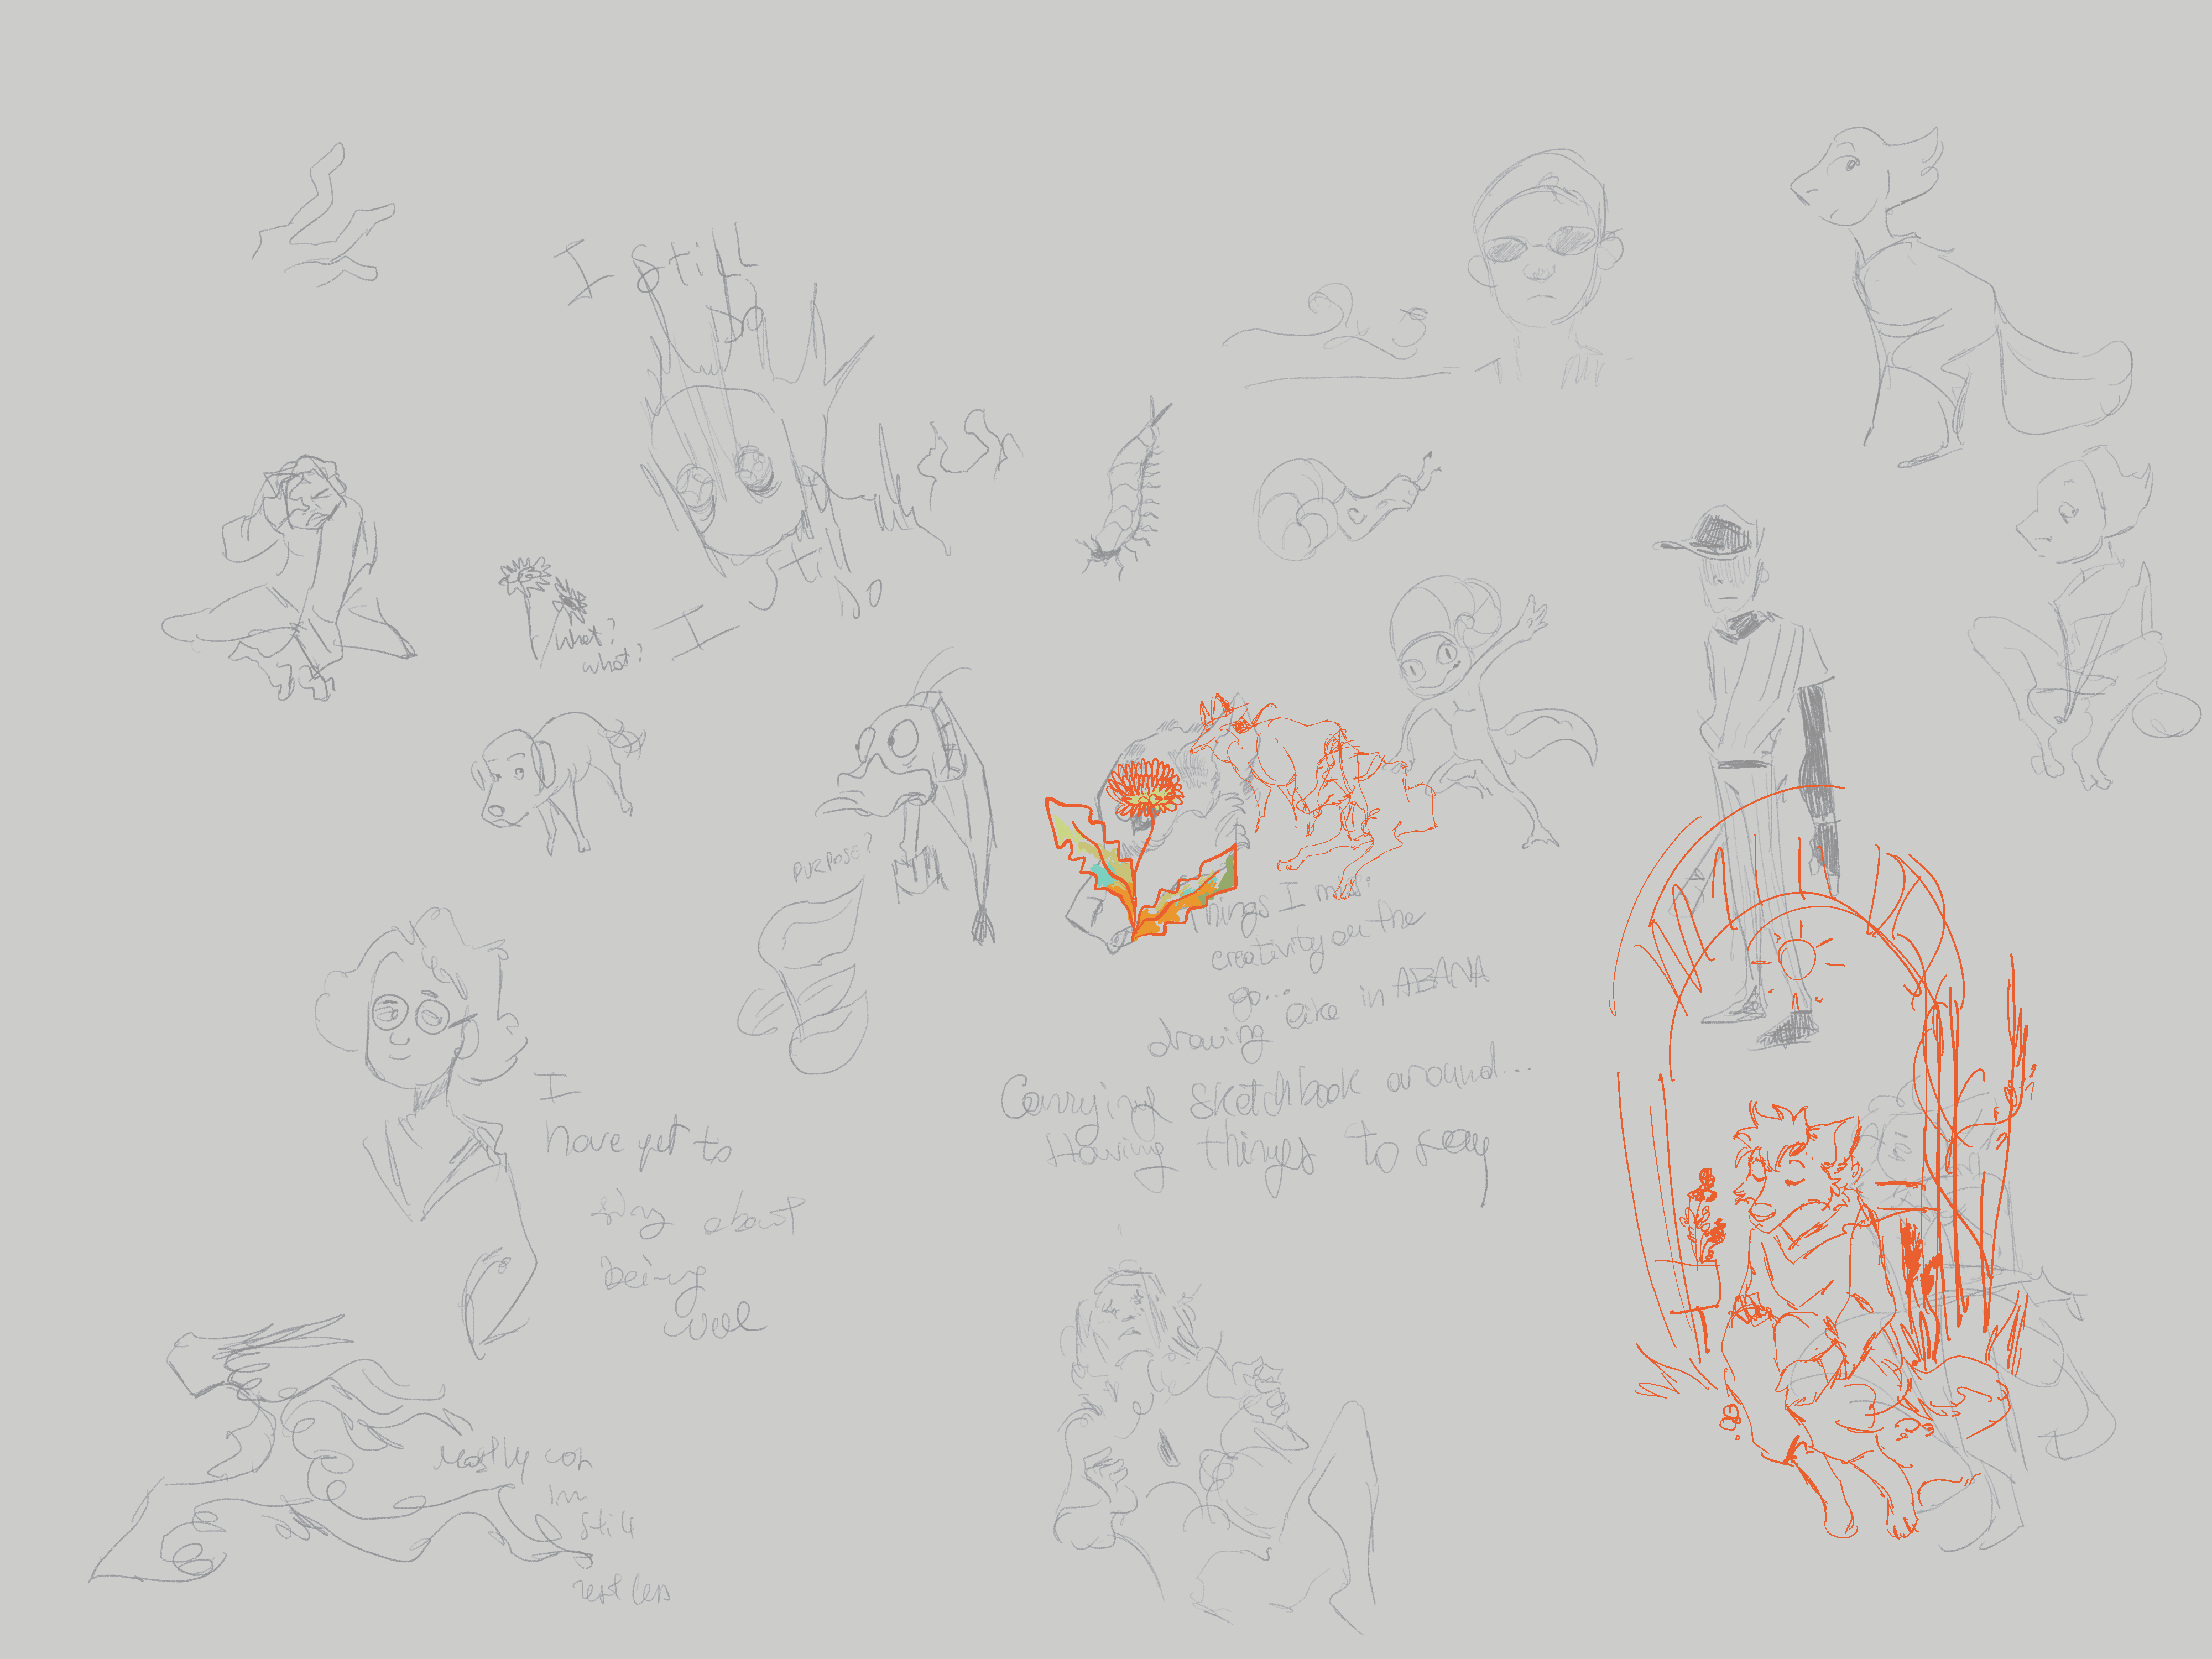 I still
do
I
still
do
what?
what?
PURPOSE?
Things I miss:
creativity on the
go...
drawing like in ABANA
Carrying sketchbook around...
Having things to say
I
have yet to
say about
being
well
mostly con
im
still
restless